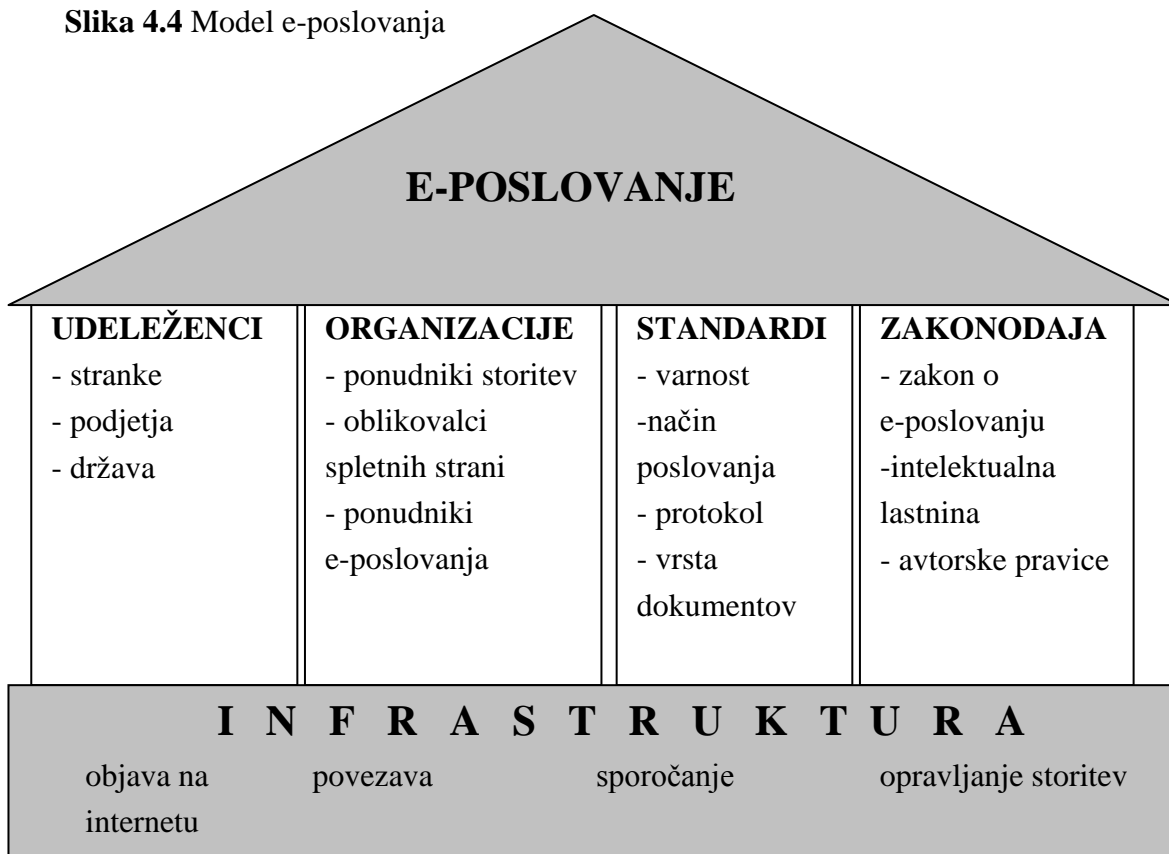 Slika 4.4 Model e-poslovanja
E-POSLOVANJE
UDELEŽENCI
- stranke
- podjetja
- država
ORGANIZACIJE
- ponudniki storitev
- oblikovalci
spletnih strani
- ponudniki
e-poslovanja
STANDARDI
- varnost
-način
poslovanja
- protokol
- vrsta
dokumentov
ZAKONODAJA
- zakon o
e-poslovanju
-intelektualna
lastnina
- avtorske pravice
I N F R A S T R U K T U R A
objava na
internetu
povezava
sporočanje
opravljanje storitev